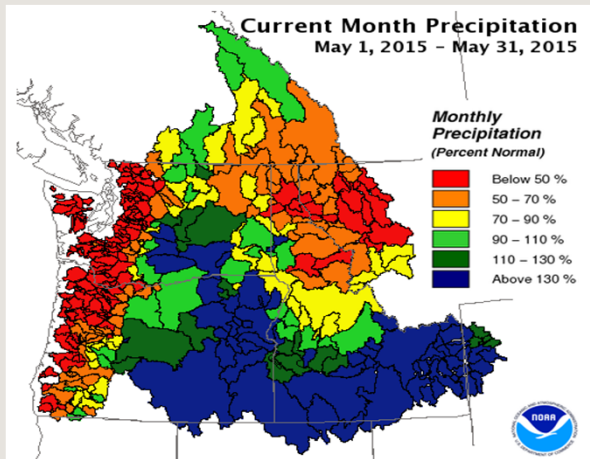 Current Month Precipitation
May 1, 2015 - May 31, 2015
Monthly
Precipitation
(Percent Normal)
Below 50 %
50 - 70 %
70 - 90 %
90 - 110 %
110 - 130 %
Above 130 %
NOAA